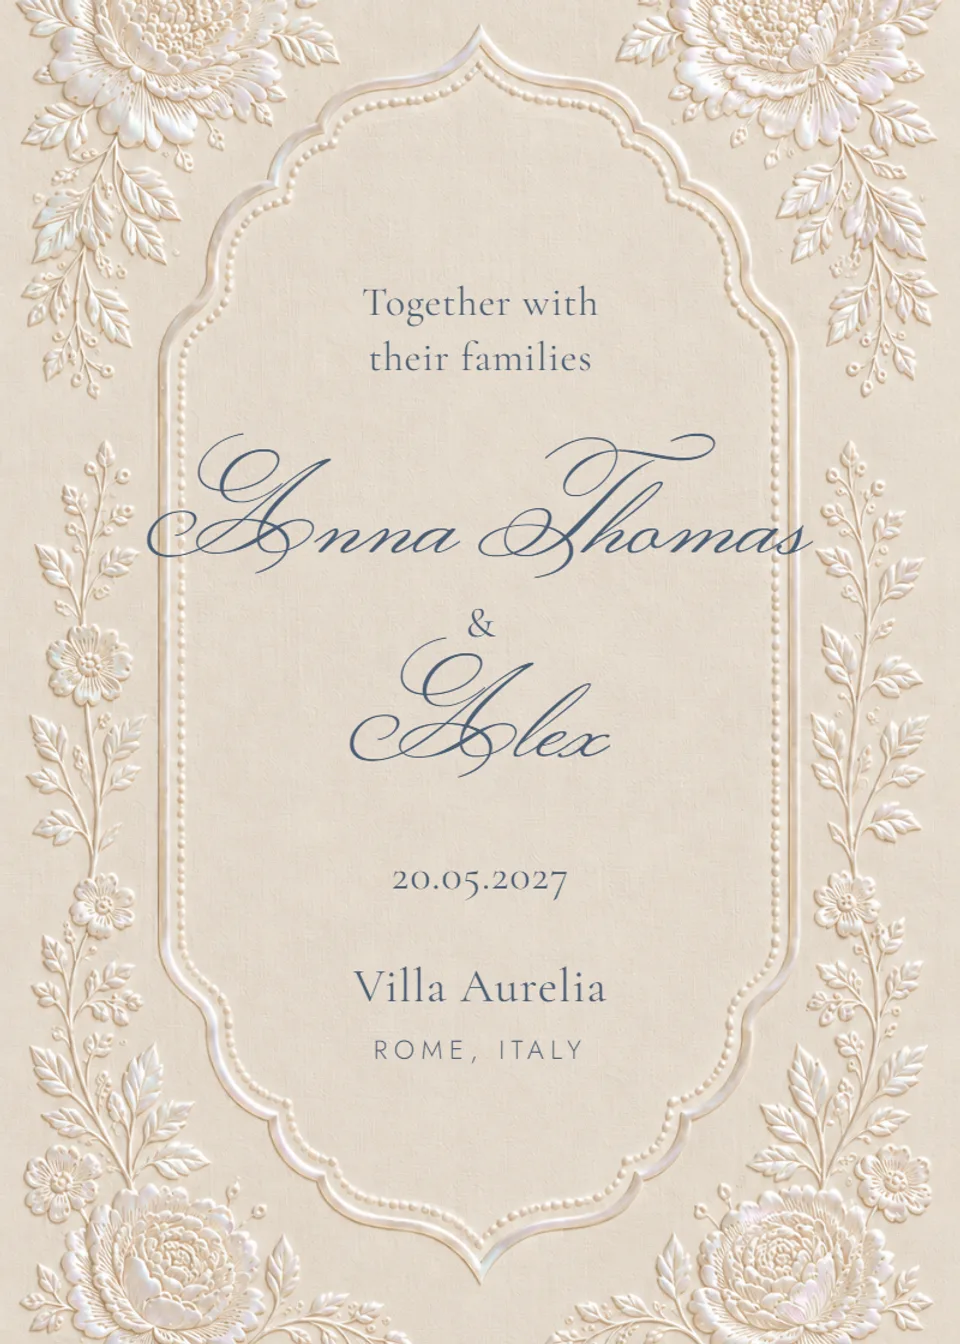 Together with
their families
Anna Thomas
&
Alex
20.05.2027
Villa Aurelia
ROME, ITALY